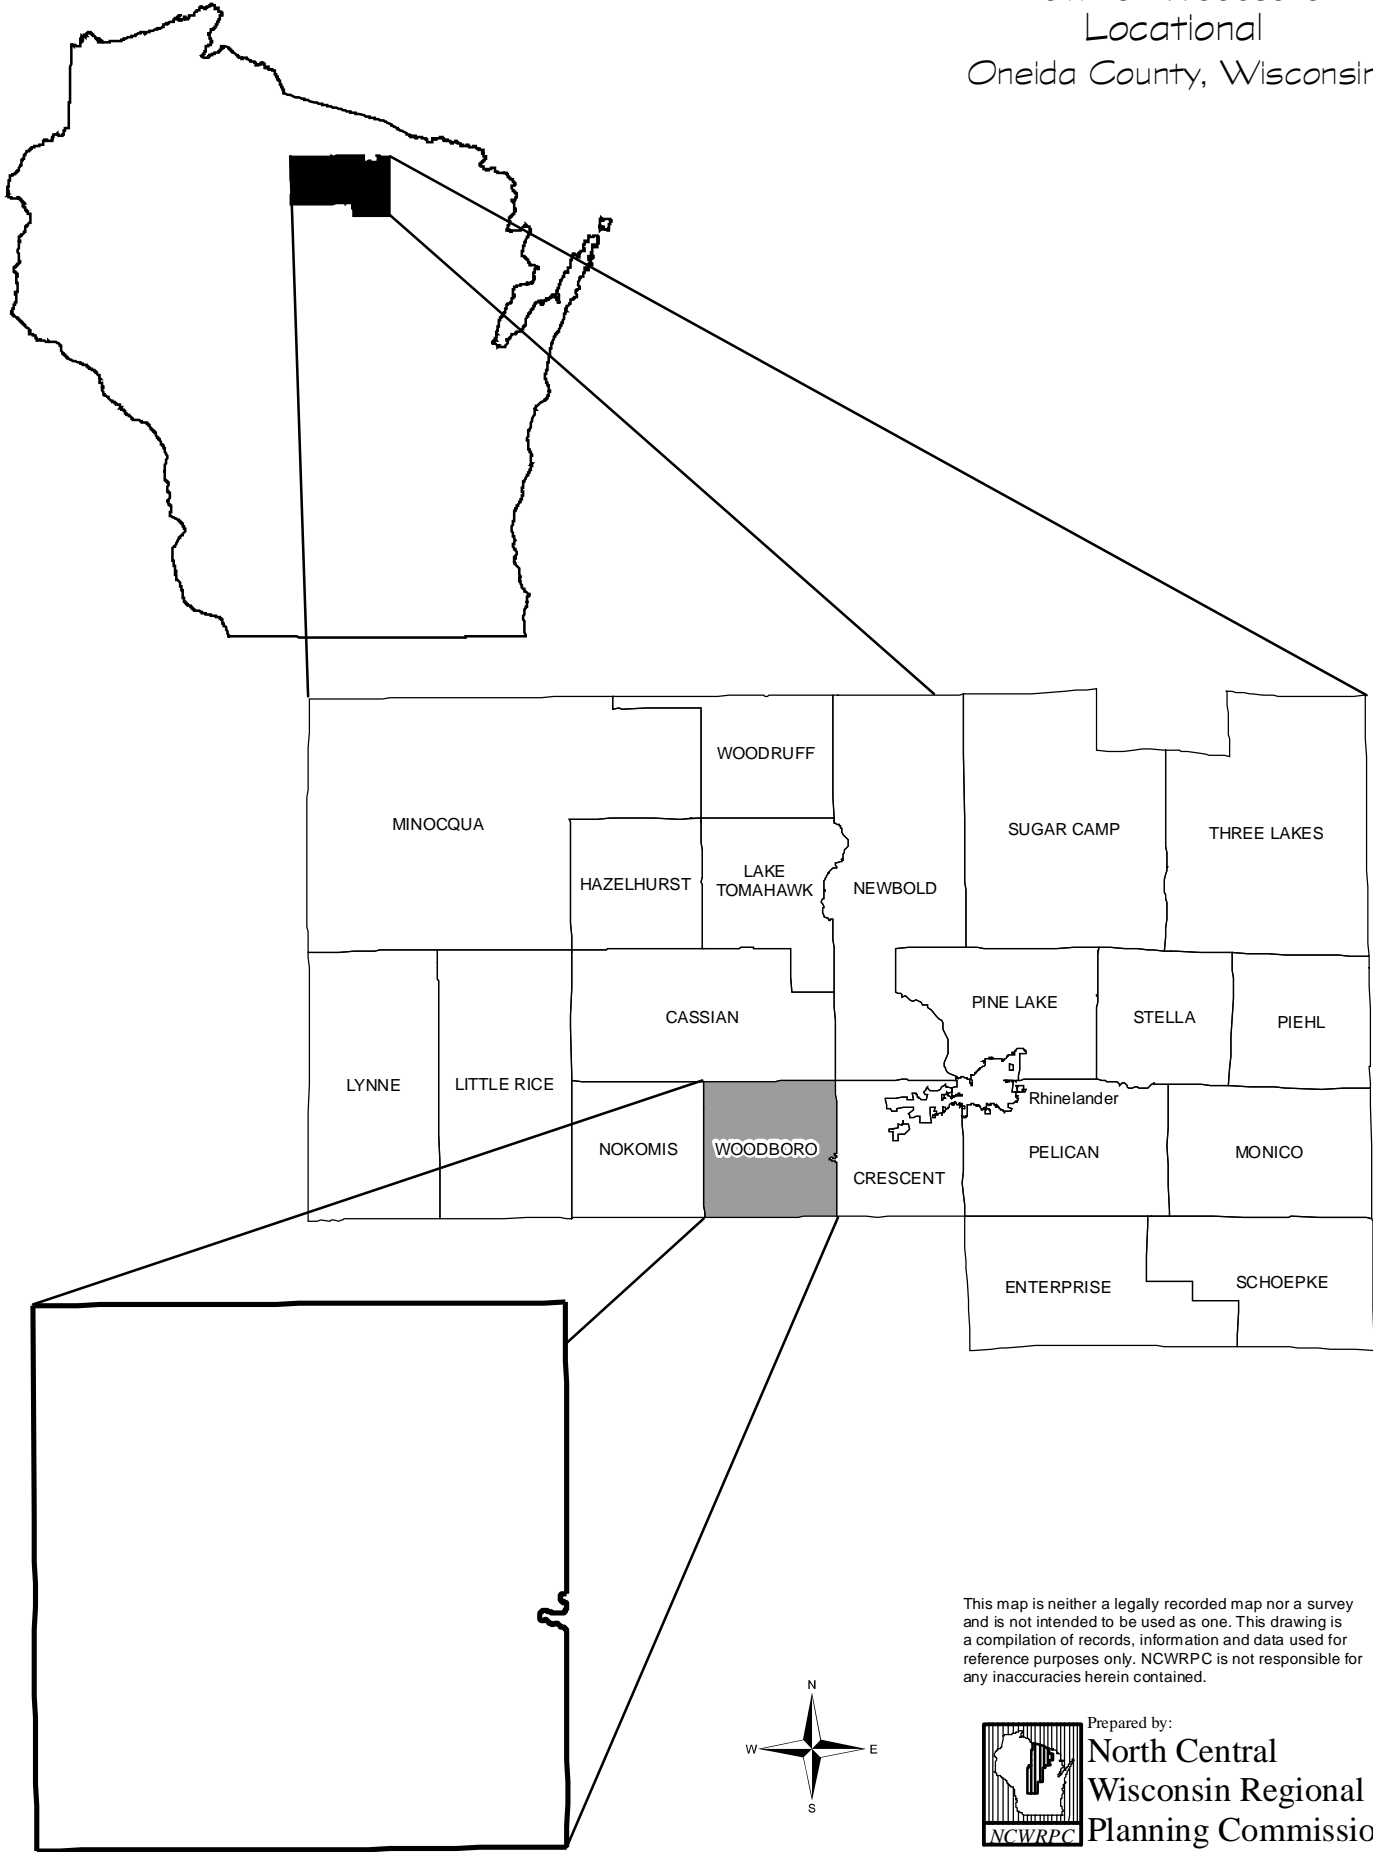 Locational
Oneida County, Wisconsin
WOODRUFF
MINOCQUA
SUGAR CAMP
THREE LAKES
HAZELHURST
LAKE
TOMAHAWK
NEWBOLD
CASSIAN
PINE LAKE
STELLA
PIEHL
LYNNE
LITTLE RICE
Rhinelander
NOKOMIS
WOODBORO
PELICAN
MONICO
CRESCENT
ENTERPRISE
SCHOEPKE
This map is neither a legally recorded map nor a survey
and is not intended to be used as one. This drawing is
a compilation of records, information and data used for
reference purposes only. NCWRPC is not responsible for
any inaccuracies herein contained.
N
W
E
S
Prepared by:
North Central
Wisconsin Regional
Planning Commissio
NCWRPC